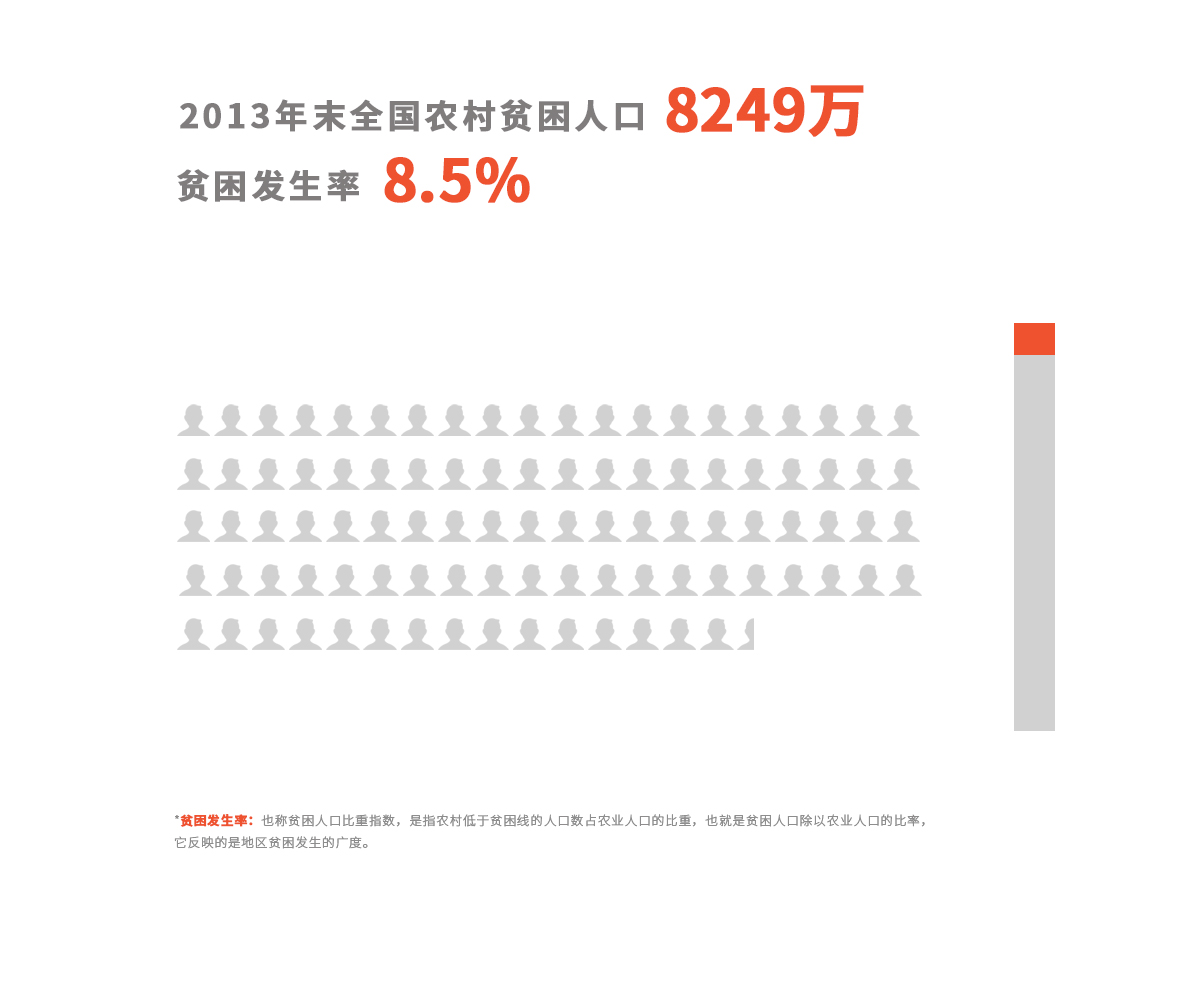 2013年末全国农村贫困人口 8249万
贫困发生率 8.5%
*贫困发生率：也称贫困人口比重指数，是指农村低于贫困线的人口数占农业人口的比重，也就是贫困人口除以农业人口的比率，
它反映的是地区贫困发生的广度。